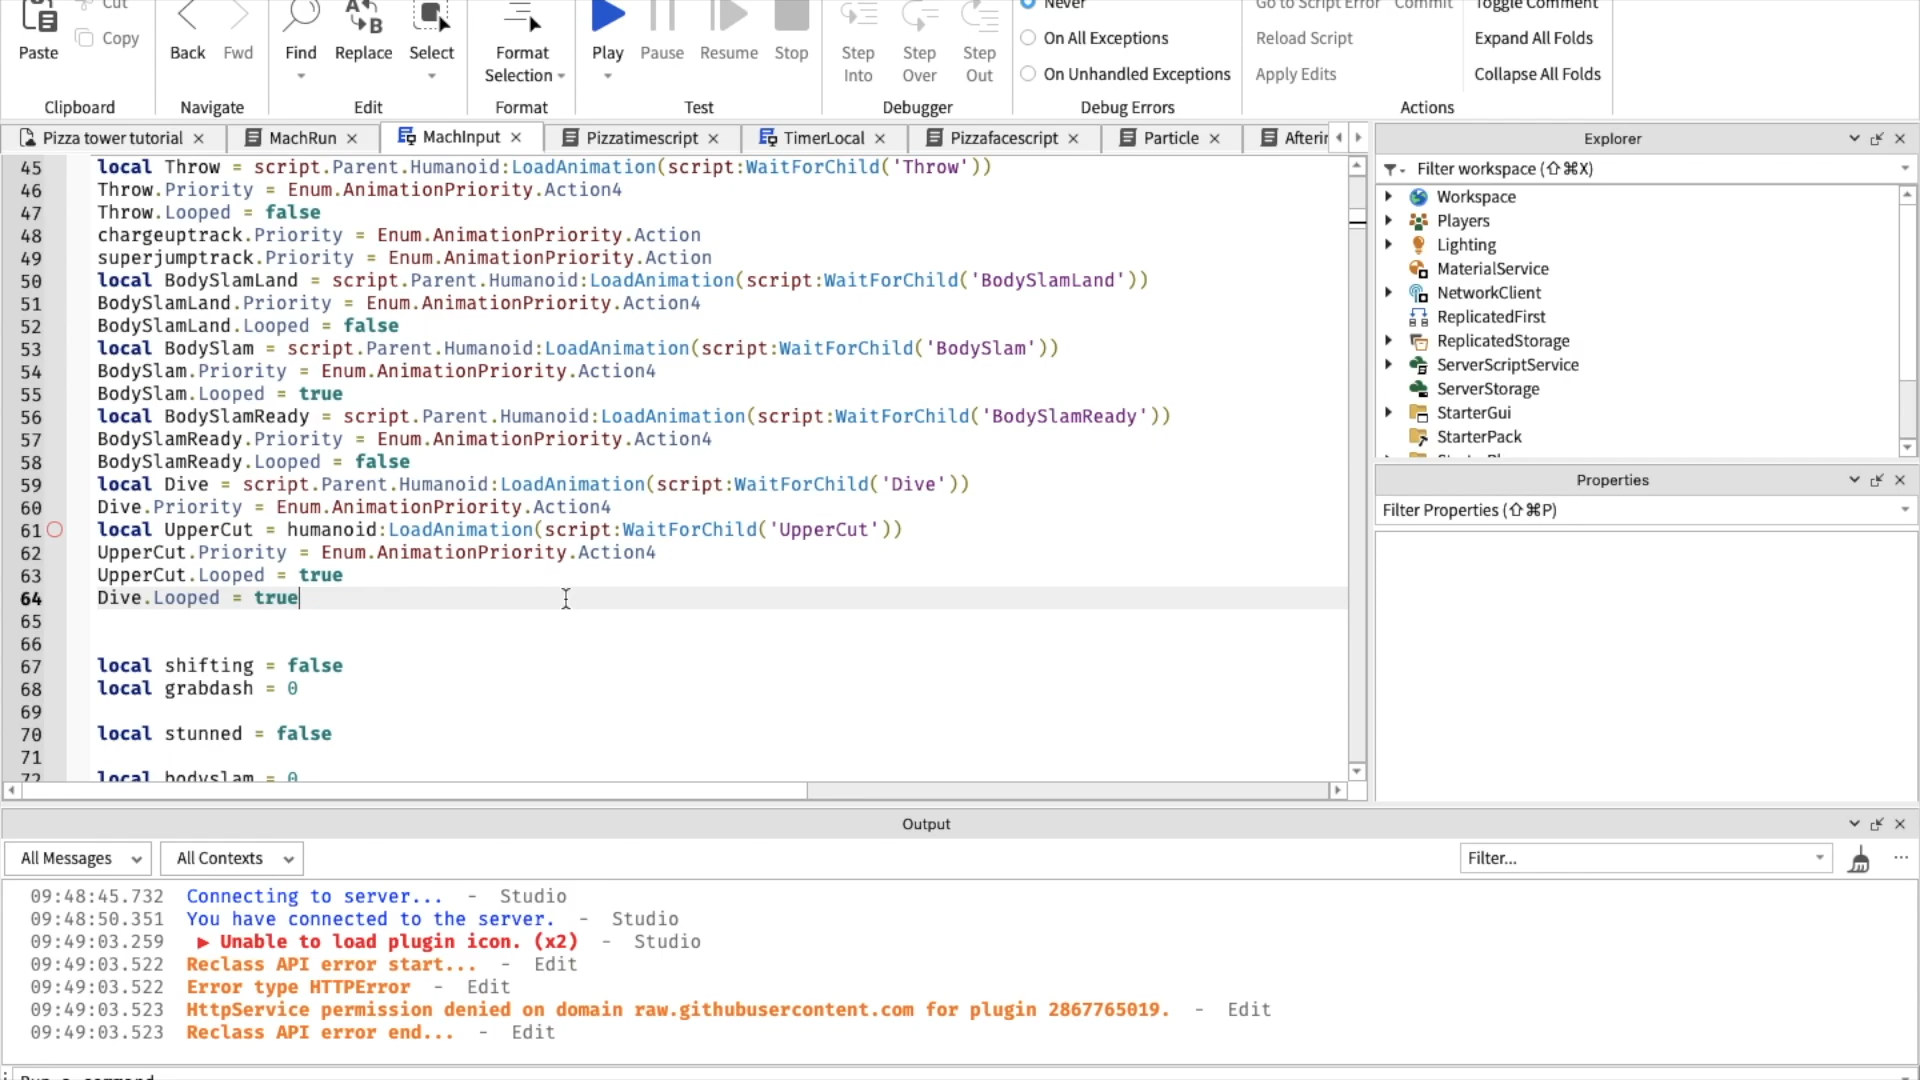 Cut
Never
Go to Script Error
Commit
Toggle Comment
Paste
Copy
Back
Fwd
Find
Replace
Select
Format
Selection
Play
Pause
Resume
Stop
Step
Into
Step
Over
Step
Out
On All Exceptions
On Unhandled Exceptions
Reload Script
Apply Edits
Expand All Folds
Collapse All Folds
Clipboard
Navigate
Edit
Format
Test
Debugger
Debug Errors
Actions
Pizza tower tutorial
MachRun
MachInput
Pizzatimescript
TimerLocal
Pizzafacescript
Particle
45 local Throw = script.Parent.Humanoid:LoadAnimation(script:WaitForChild('Throw'))
46 Throw.Priority = Enum.AnimationPriority.Action4
47 Throw.Looped = false
48 chargeuptrack.Priority = Enum.AnimationPriority.Action
49 superjumptrack.Priority = Enum.AnimationPriority.Action
50 local BodySlamLand = script.Parent.Humanoid:LoadAnimation(script:WaitForChild('BodySlamLand'))
51 BodySlamLand.Priority = Enum.AnimationPriority.Action4
52 BodySlamLand.Looped = false
53 local BodySlam = script.Parent.Humanoid:LoadAnimation(script:WaitForChild('BodySlam'))
54 BodySlam.Priority = Enum.AnimationPriority.Action4
55 BodySlam.Looped = true
56 local BodySlamReady = script.Parent.Humanoid:LoadAnimation(script:WaitForChild('BodySlamReady'))
57 BodySlamReady.Priority = Enum.AnimationPriority.Action4
58 BodySlamReady.Looped = false
59 local Dive = script.Parent.Humanoid:LoadAnimation(script:WaitForChild('Dive'))
60 Dive.Priority = Enum.AnimationPriority.Action4
61 local UpperCut = humanoid:LoadAnimation(script:WaitForChild('UpperCut'))
62 UpperCut.Priority = Enum.AnimationPriority.Action4
63 UpperCut.Looped = true
64 Dive.Looped = true
65
66
67 local shifting = false
68 local grabdash = 0
69
70 local stunned = false
71
72 local bodyslam = 0
Explorer
Filter workspace (⇧⌘X)
Workspace
Players
Lighting
MaterialService
NetworkClient
ReplicatedFirst
ReplicatedStorage
ServerScriptService
ServerStorage
StarterGui
StarterPack
Properties
Filter Properties (⇧⌘P)
Output
All Messages
All Contexts
Filter...
09:48:45.732 Connecting to server... - Studio
09:48:50.351 You have connected to the server. - Studio
09:49:03.259 ▶ Unable to load plugin icon. (x2) - Studio
09:49:03.522 Reclass API error start... - Edit
09:49:03.522 Error type HTTPError - Edit
09:49:03.523 HttpService permission denied on domain raw.githubusercontent.com for plugin 2867765019. - Edit
09:49:03.523 Reclass API error end... - Edit
Run a command